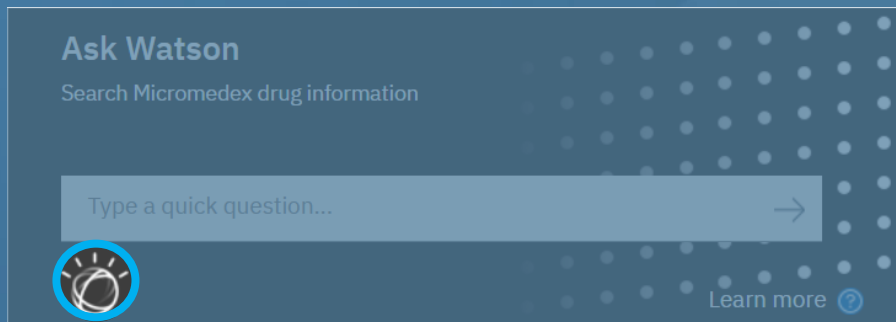 Ask Watson
Search Micromedex drug information
Type a quick question...
Learn more ?